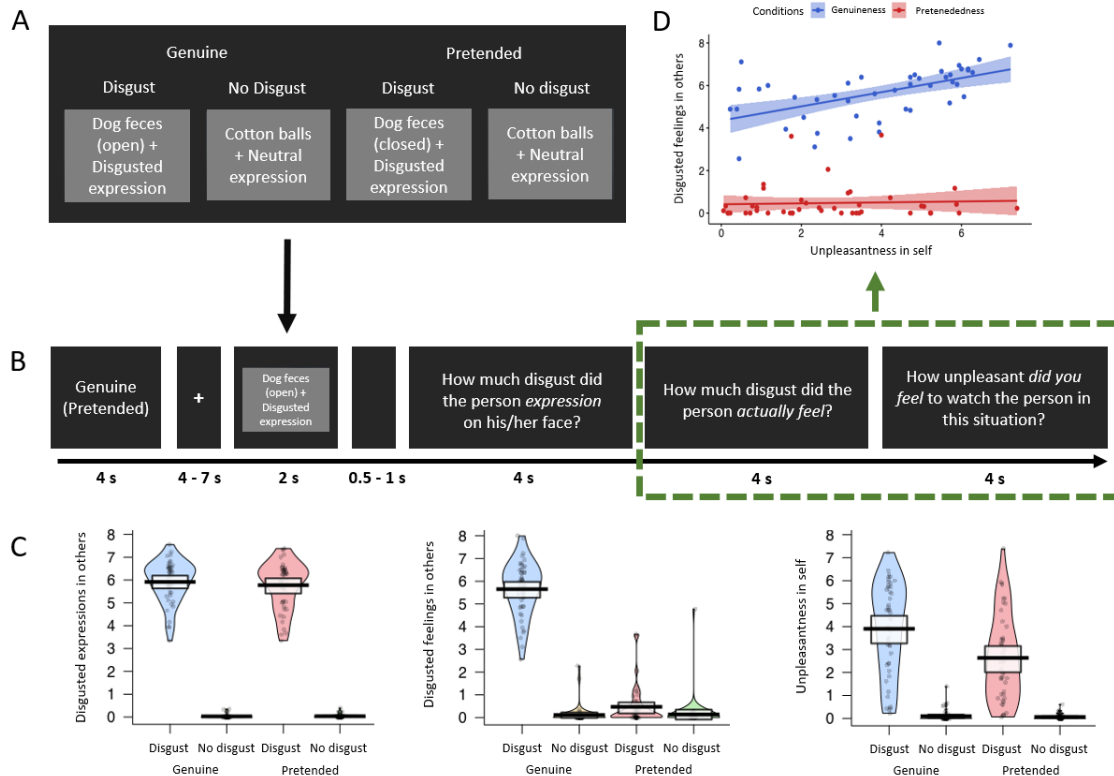 A
Genuine
Pretended
Disgust
No Disgust
Disgust
No disgust
Dog feces
(open) +
Disgusted
expression
Cotton balls
+ Neutral
expression
Dog feces
(closed) +
Disgusted
expression
Cotton balls
+ Neutral
expression
D
Conditions
Genuineness
Pretenedness
Disgusted feelings in others
8
6
4
2
0
0
2
4
6
Unpleasantness in self
B
Genuine
(Pretended)
+
Dog feces
(open) +
Disgusted
expression
How much disgust did
the person expression
on his/her face?
How much disgust did the
person actually feel?
How unpleasant did you
feel to watch the person in
this situation?
4 s
4 - 7 s
2 s
0.5 - 1 s
4 s
4 s
4 s
C
Disgusted expressions in others
8
7
6
5
4
3
2
1
0
Disgust
No disgust
Disgust
No disgust
Genuine
Pretended
Disgusted feelings in others
8
7
6
5
4
3
2
1
0
Disgust
No disgust
Disgust
No disgust
Genuine
Pretended
Unpleasantness in self
8
7
6
5
4
3
2
1
0
Disgust
No disgust
Disgust
No disgust
Genuine
Pretended